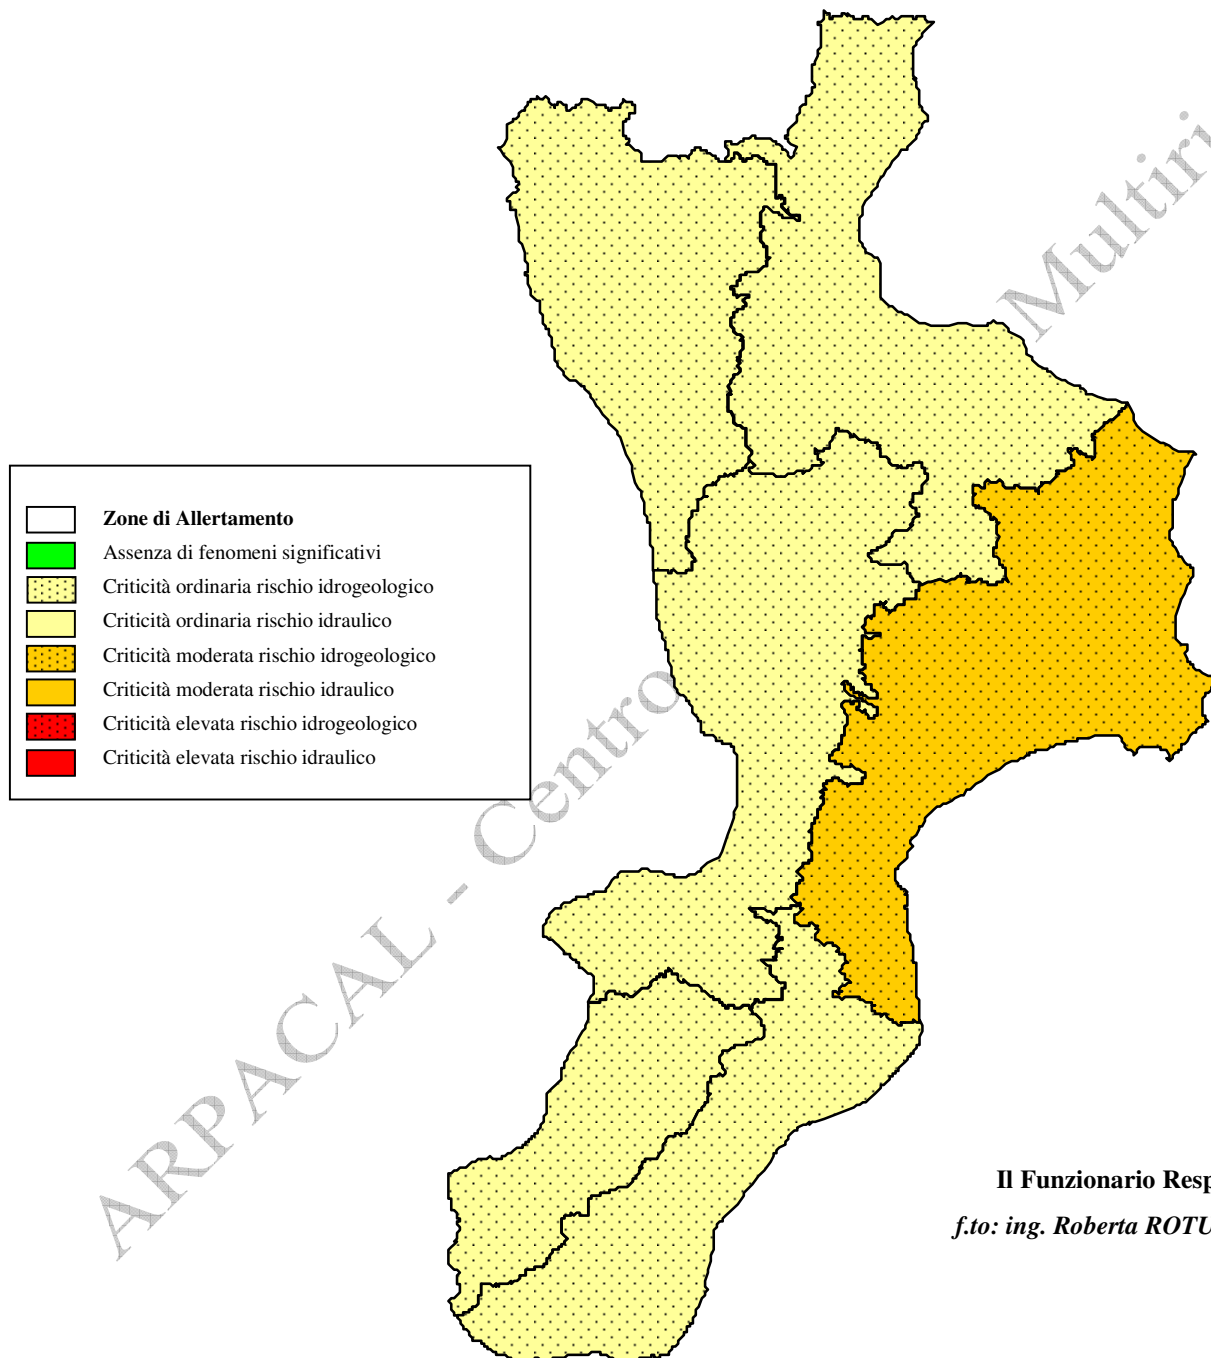 Zone di Allertamento
Assenza di fenomeni significativi
Criticità ordinaria rischio idrogeologico
Criticità ordinaria rischio idraulico
Criticità moderata rischio idrogeologico
Criticità moderata rischio idraulico
Criticità elevata rischio idrogeologico
Criticità elevata rischio idraulico
ARPACAL - Centro Multiri
Il Funzionario Resp
f.to: ing. Roberta ROTU